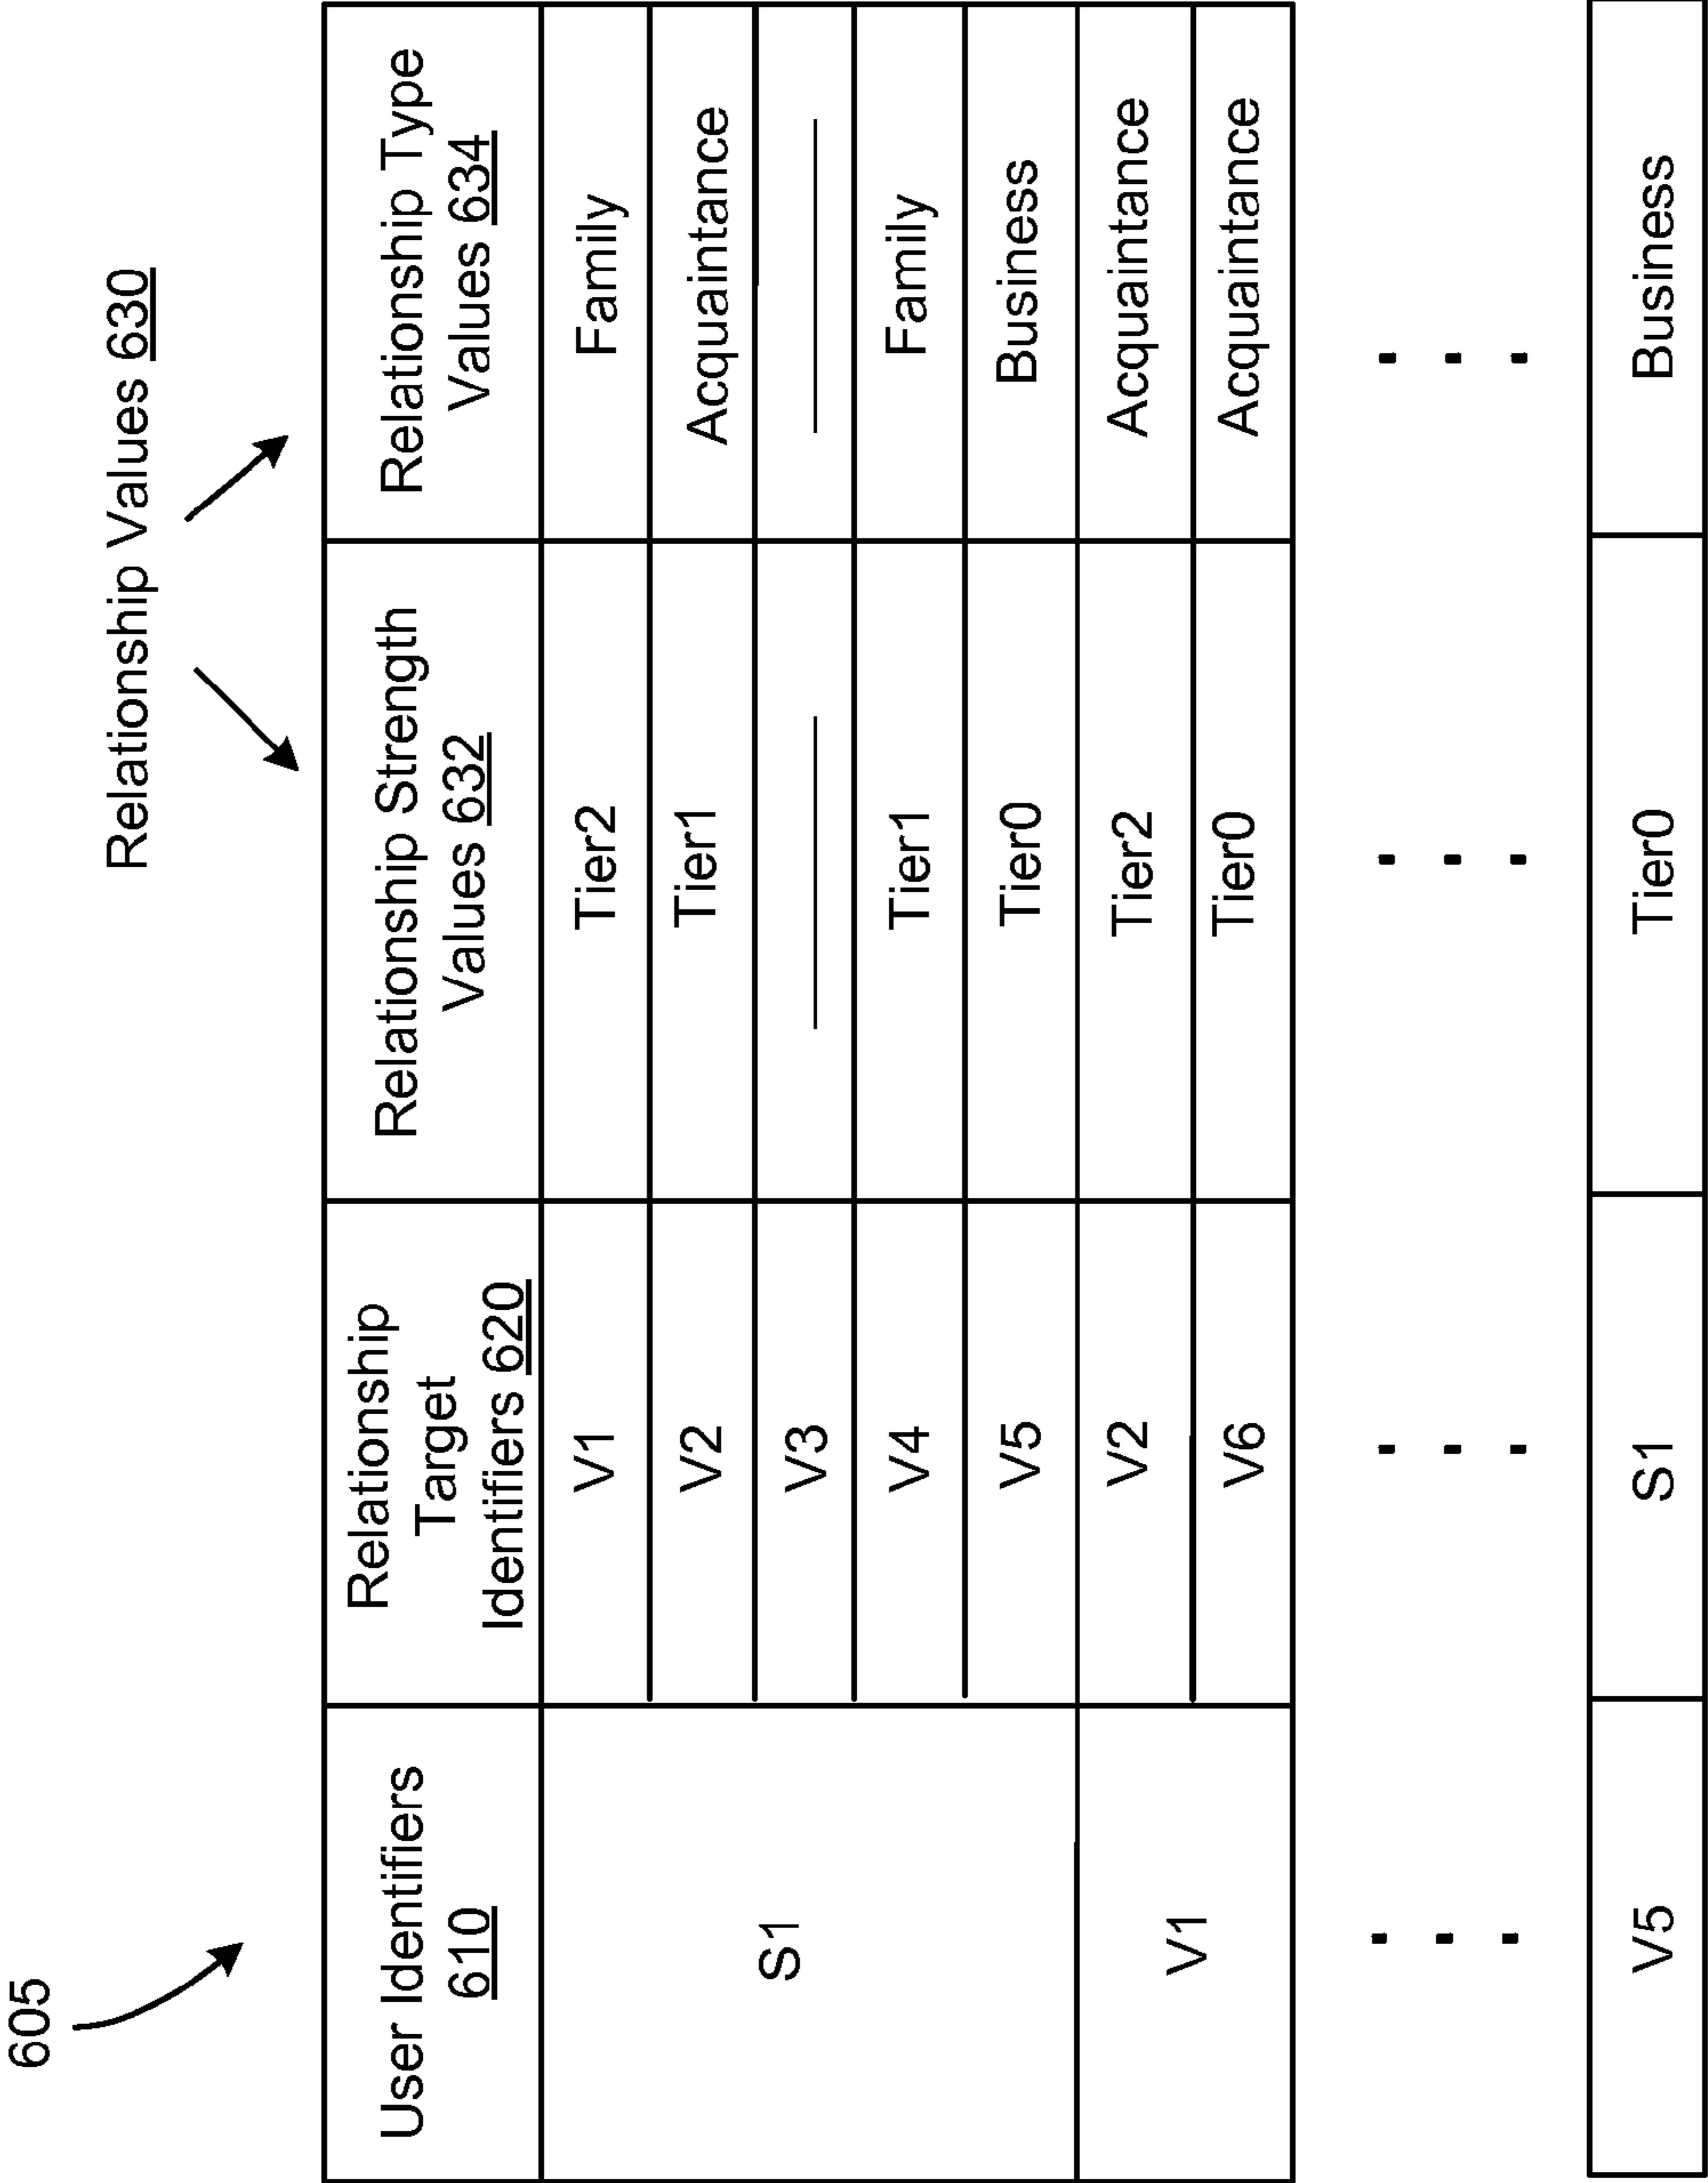 605
Relationship Values 630
User Identifiers
610
Relationship
Target
Identifiers 620
Relationship Strength
Values 632
Relationship Type
Values 634
S1
V1
Tier2
Family
V2
Tier1
Acquaintance
V3
V4
Tier1
Family
V5
Tier0
Business
V1
V2
Tier2
Acquaintance
V6
Tier0
Acquaintance
V5
S1
Tier0
Business